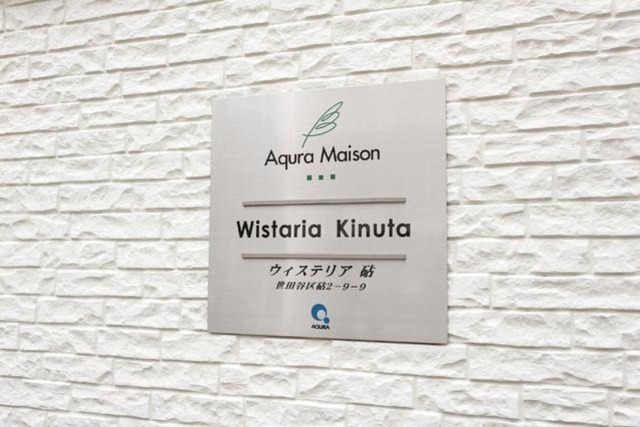 Aqura Maison
Wistaria Kinuta
ウィステリア 砧
世田谷区砧2-9-9
AQURA